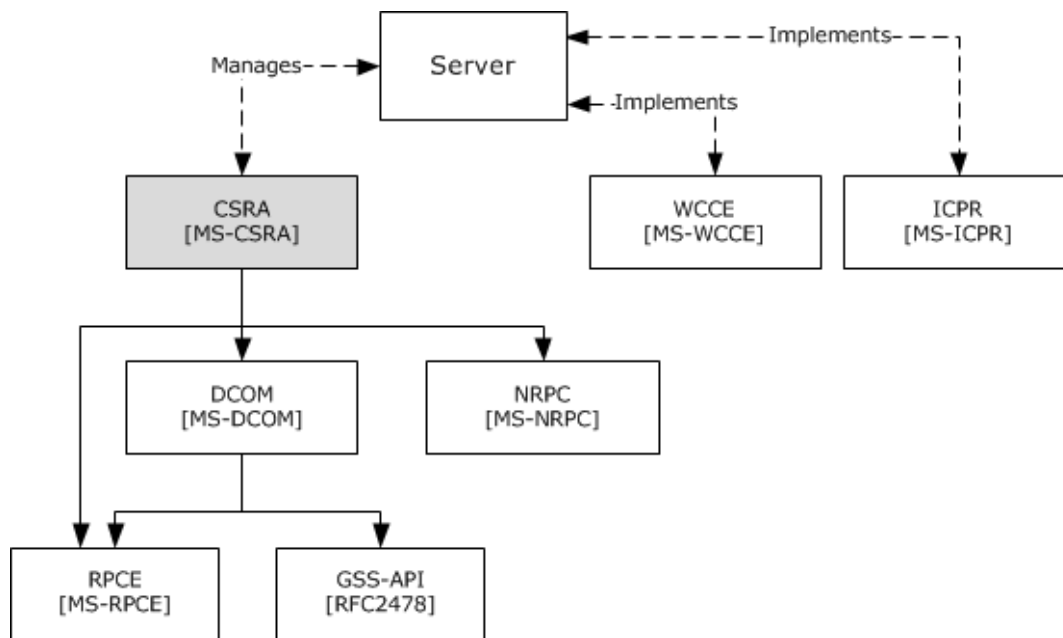 Server
Implements
Manages
Implements
CSRA
[MS-CSRA]
WCCE
[MS-WCCE]
ICPR
[MS-ICPR]
DCOM
[MS-DCOM]
NRPC
[MS-NRPC]
RPCE
[MS-RPCE]
GSS-API
[RFC2478]